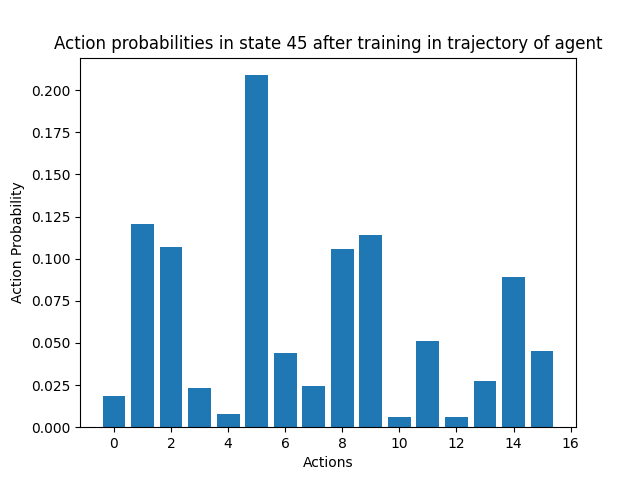 Action probabilities in state 45 after training in trajectory of agent
0.200
0.175
0.150
0.125
0.100
0.075
0.050
0.025
0.000
Action Probability
0 2 4 6 8 10 12 14 16
Actions